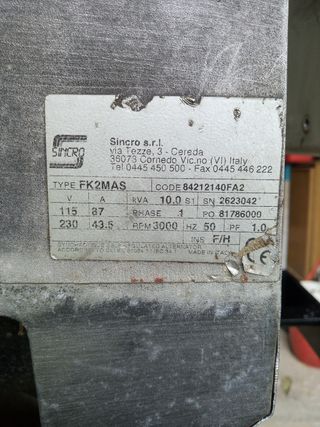 SINCRO
Sincro s.r.l.
via Tezze, 3 - Cereda
36073 Cornedo Vic.no (VI) Italy
Tel 0445 450 500 - Fax 0445 446 222
TYPE FK2MAS CODE 84212140FA2
V A kVA 10.0 S1 SN 2623042
115 87 PHASE 1 PO 81786000
230 43.5 RPM 3000 HZ 50 PF 1.0
INS F/H
ALTERNATOR
MADE IN
CE